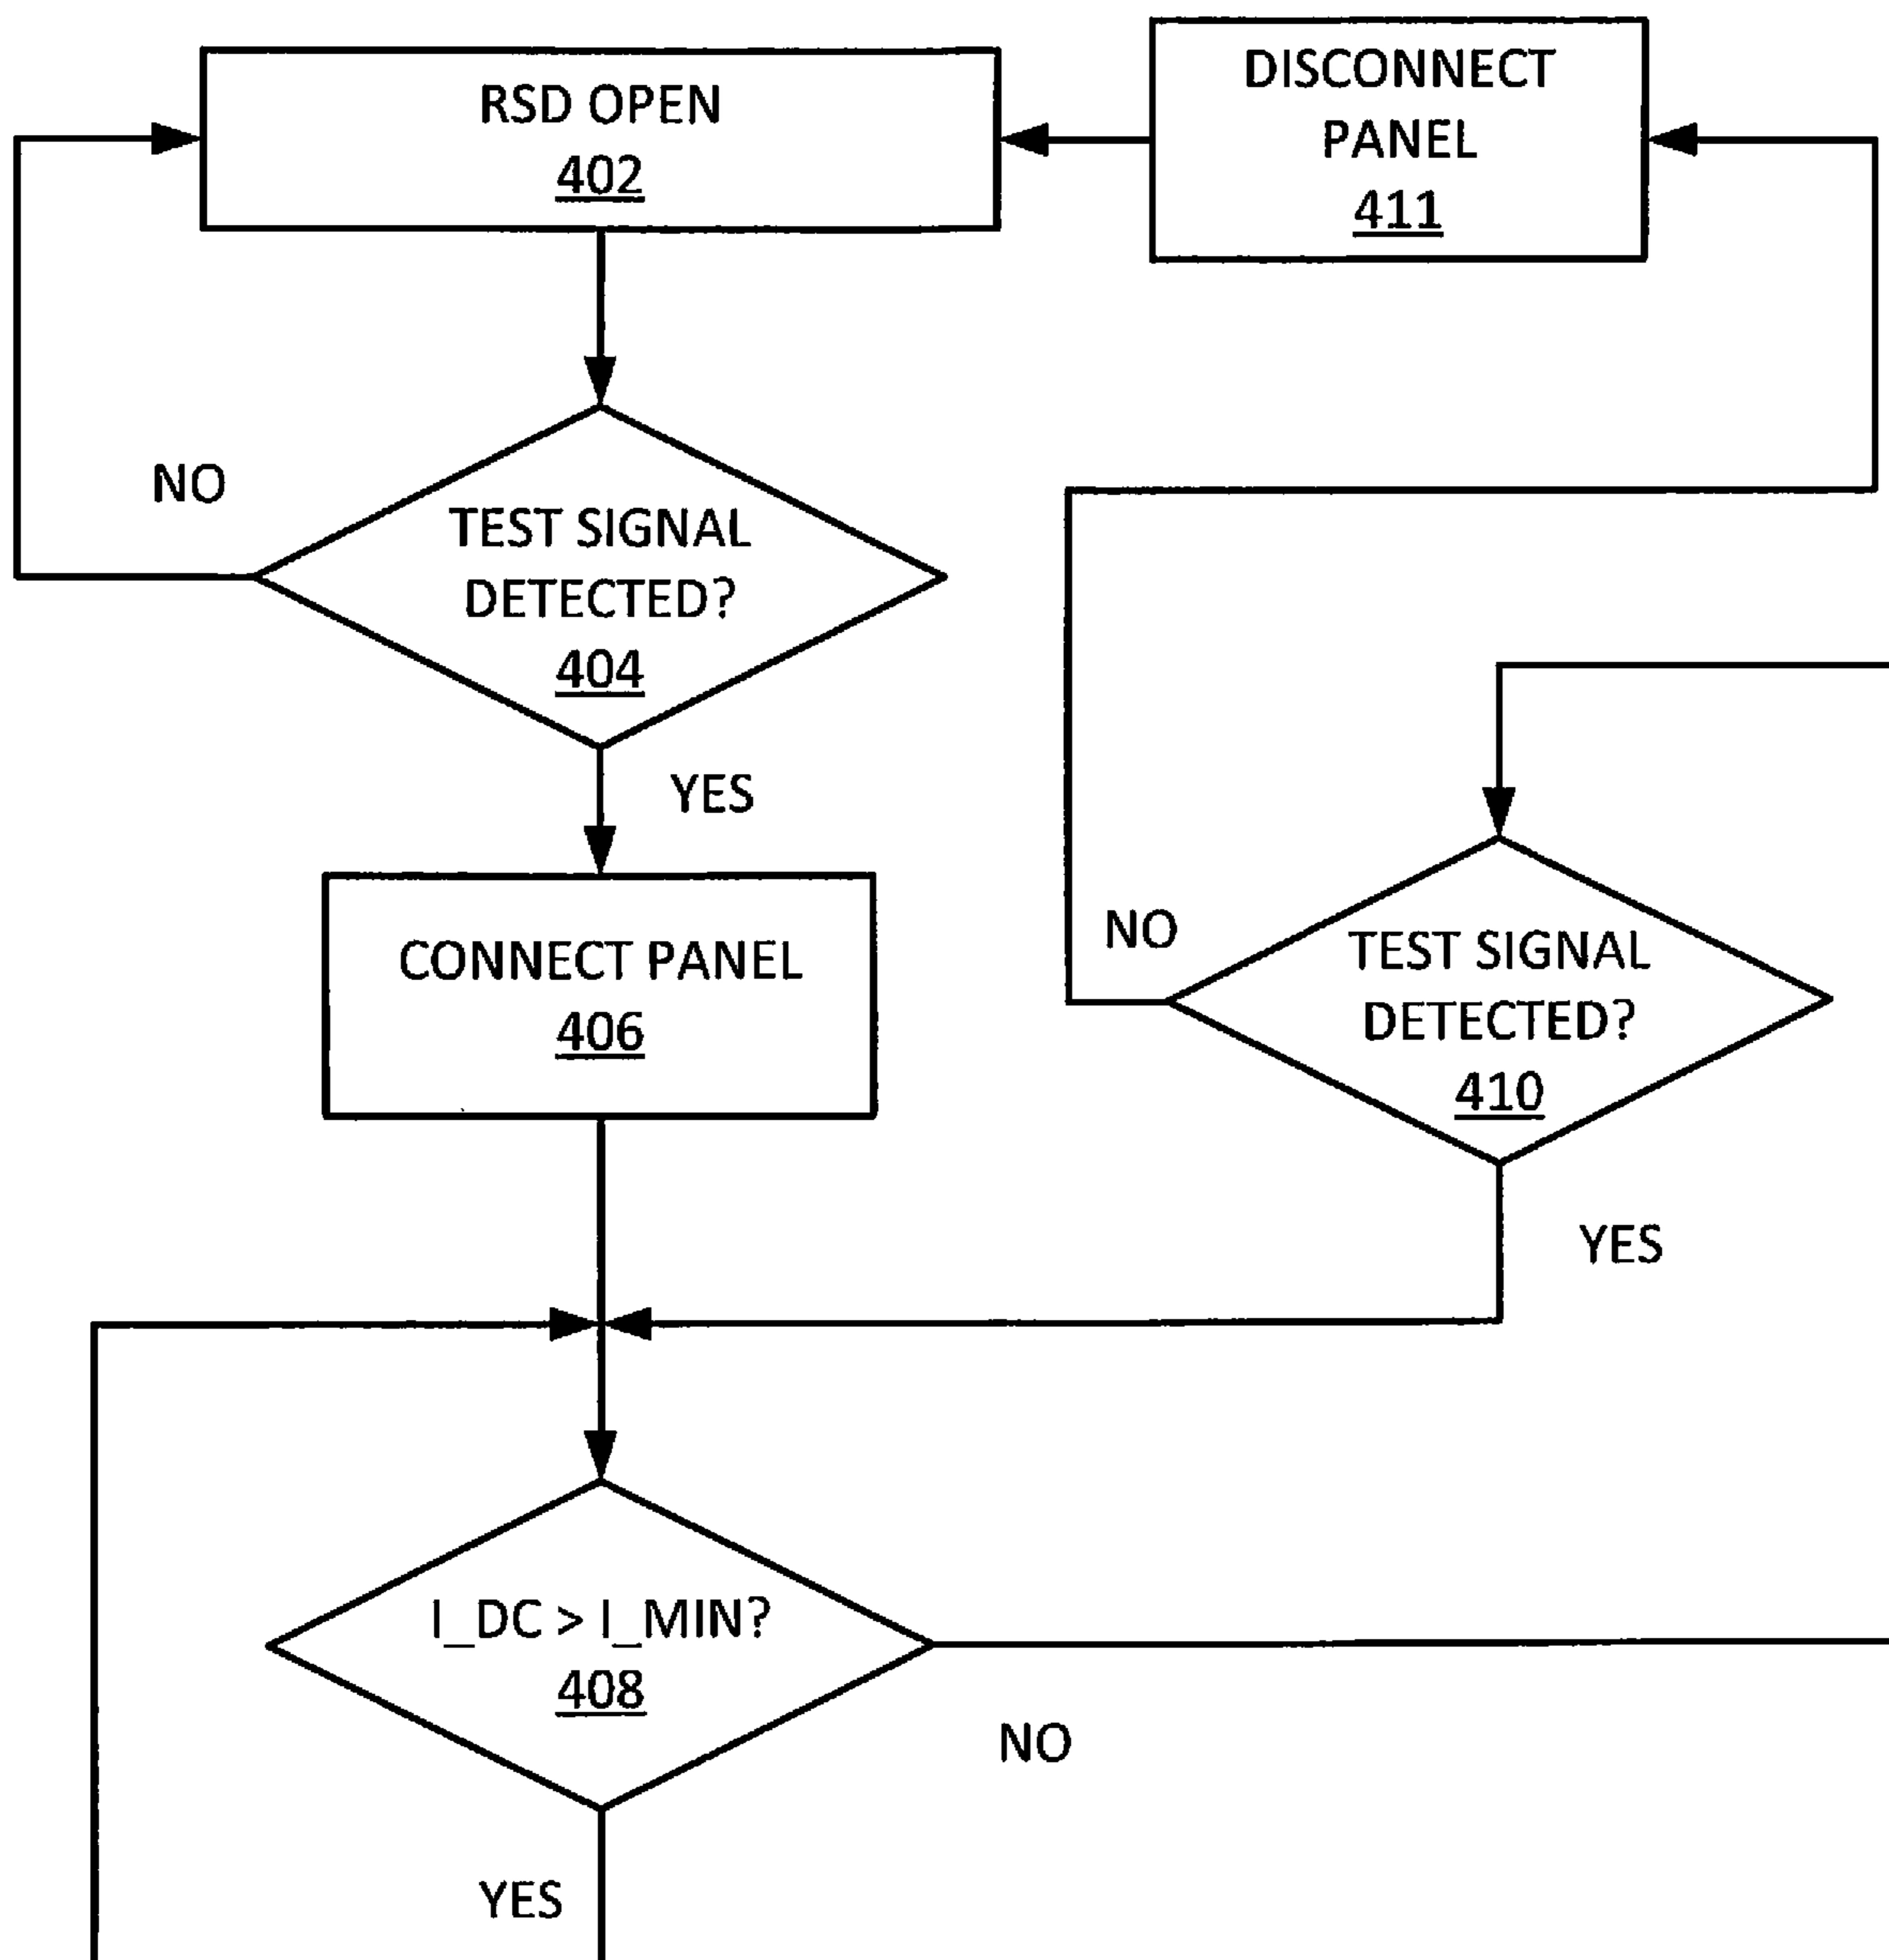 RSD OPEN
402
DISCONNECT
PANEL
411
NO
TEST SIGNAL
DETECTED?
404
YES
CONNECT PANEL
406
NO
TEST SIGNAL
DETECTED?
410
YES
I_DC > I_MIN?
408
NO
YES